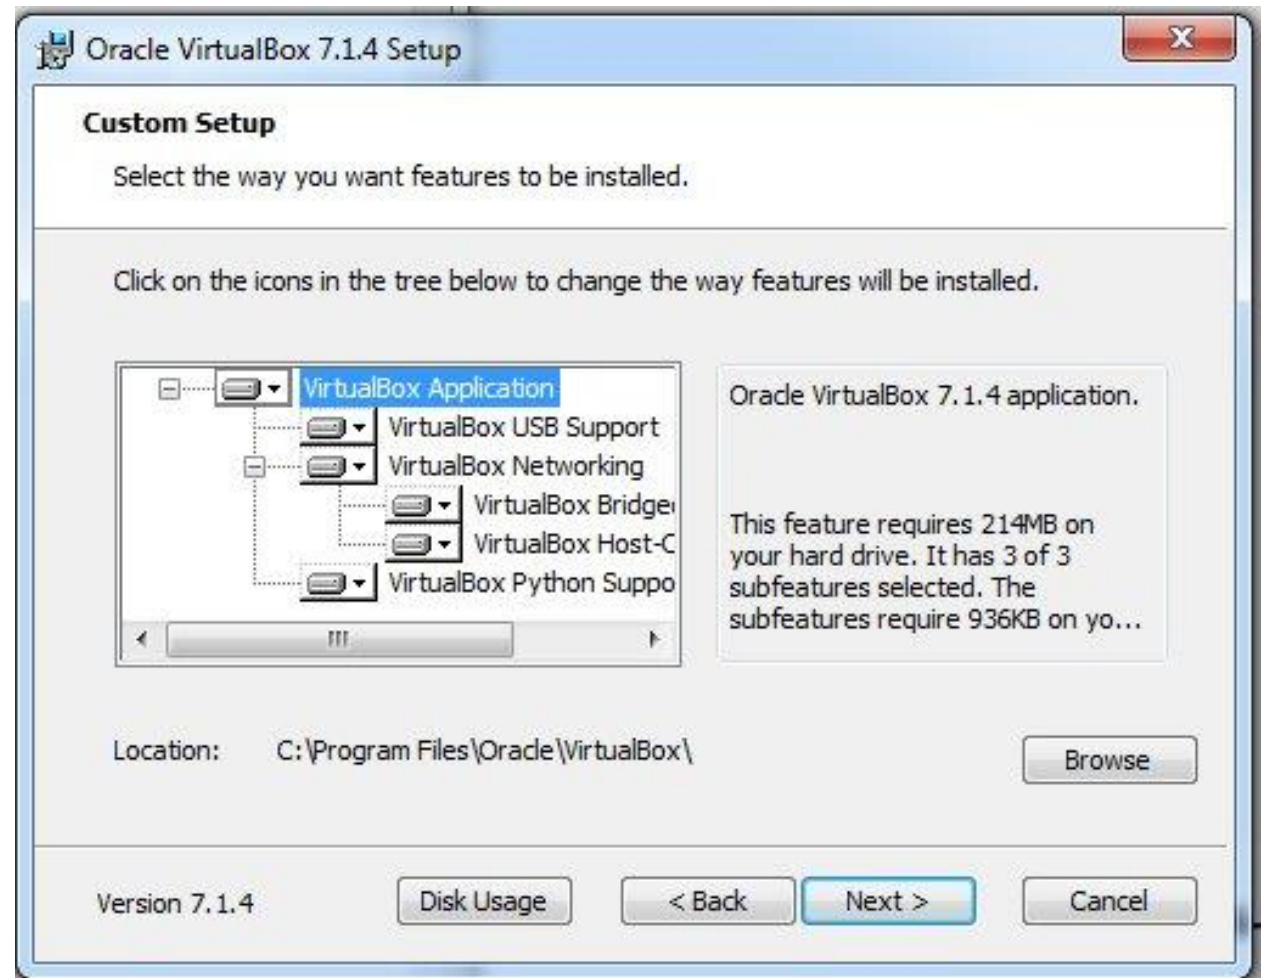 Oracle VirtualBox 7.1.4 Setup
Custom Setup
Select the way you want features to be installed.
Click on the icons in the tree below to change the way features will be installed.
VirtualBox Application
VirtualBox USB Support
VirtualBox Networking
VirtualBox Bridge
VirtualBox Host-C
VirtualBox Python Suppo
Oracle VirtualBox 7.1.4 application.
This feature requires 214MB on
your hard drive. It has 3 of 3
subfeatures selected. The
subfeatures require 936KB on yo...
Location: C:\Program Files\Oracle\VirtualBox\
Browse
Version 7.1.4 Disk Usage < Back Next > Cancel